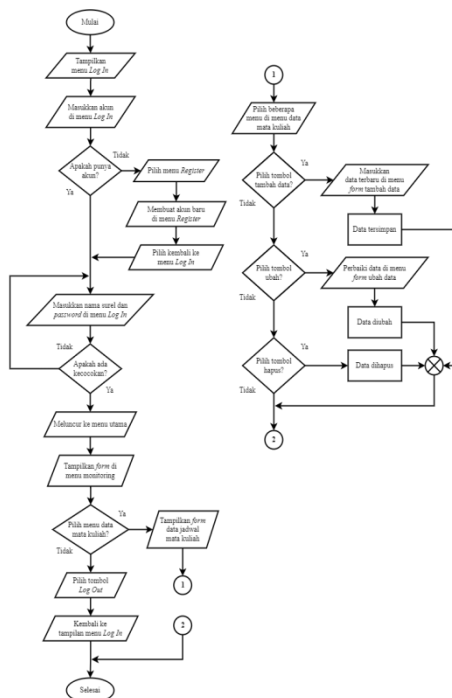 Mulai
Tampilkan
menu Log In
Masukkan akun
di menu Log In
Apakah punya
akun?
Tidak
Ya
Pilih menu Register
Membuat akun baru
di menu Register
Pilih kembali ke
menu Log In
Masukkan nama surel dan
password di menu Log In
Tidak
Apakah ada
kecocokan?
Ya
Meluncur ke menu utama
Tampilkan form di
menu monitoring
Ya
Pilih menu data
mata kuliah?
Tidak
Tampilkan form
data jadwal
mata kuliah
1
Pilih tombol
Log Out
Kembali ke
tampilan menu Log In
2
Selesai
1
Pilih beberapa
menu di menu data
mata kuliah
Ya
Pilih tombol
tambah data?
Tidak
Masukkan
data terbaru di menu
form tambah data
Data tersimpan
Ya
Pilih tombol
ubah?
Tidak
Perbaiki data di menu
form ubah data
Data diubah
Ya
Pilih tombol
hapus?
Tidak
Data dihapus
2